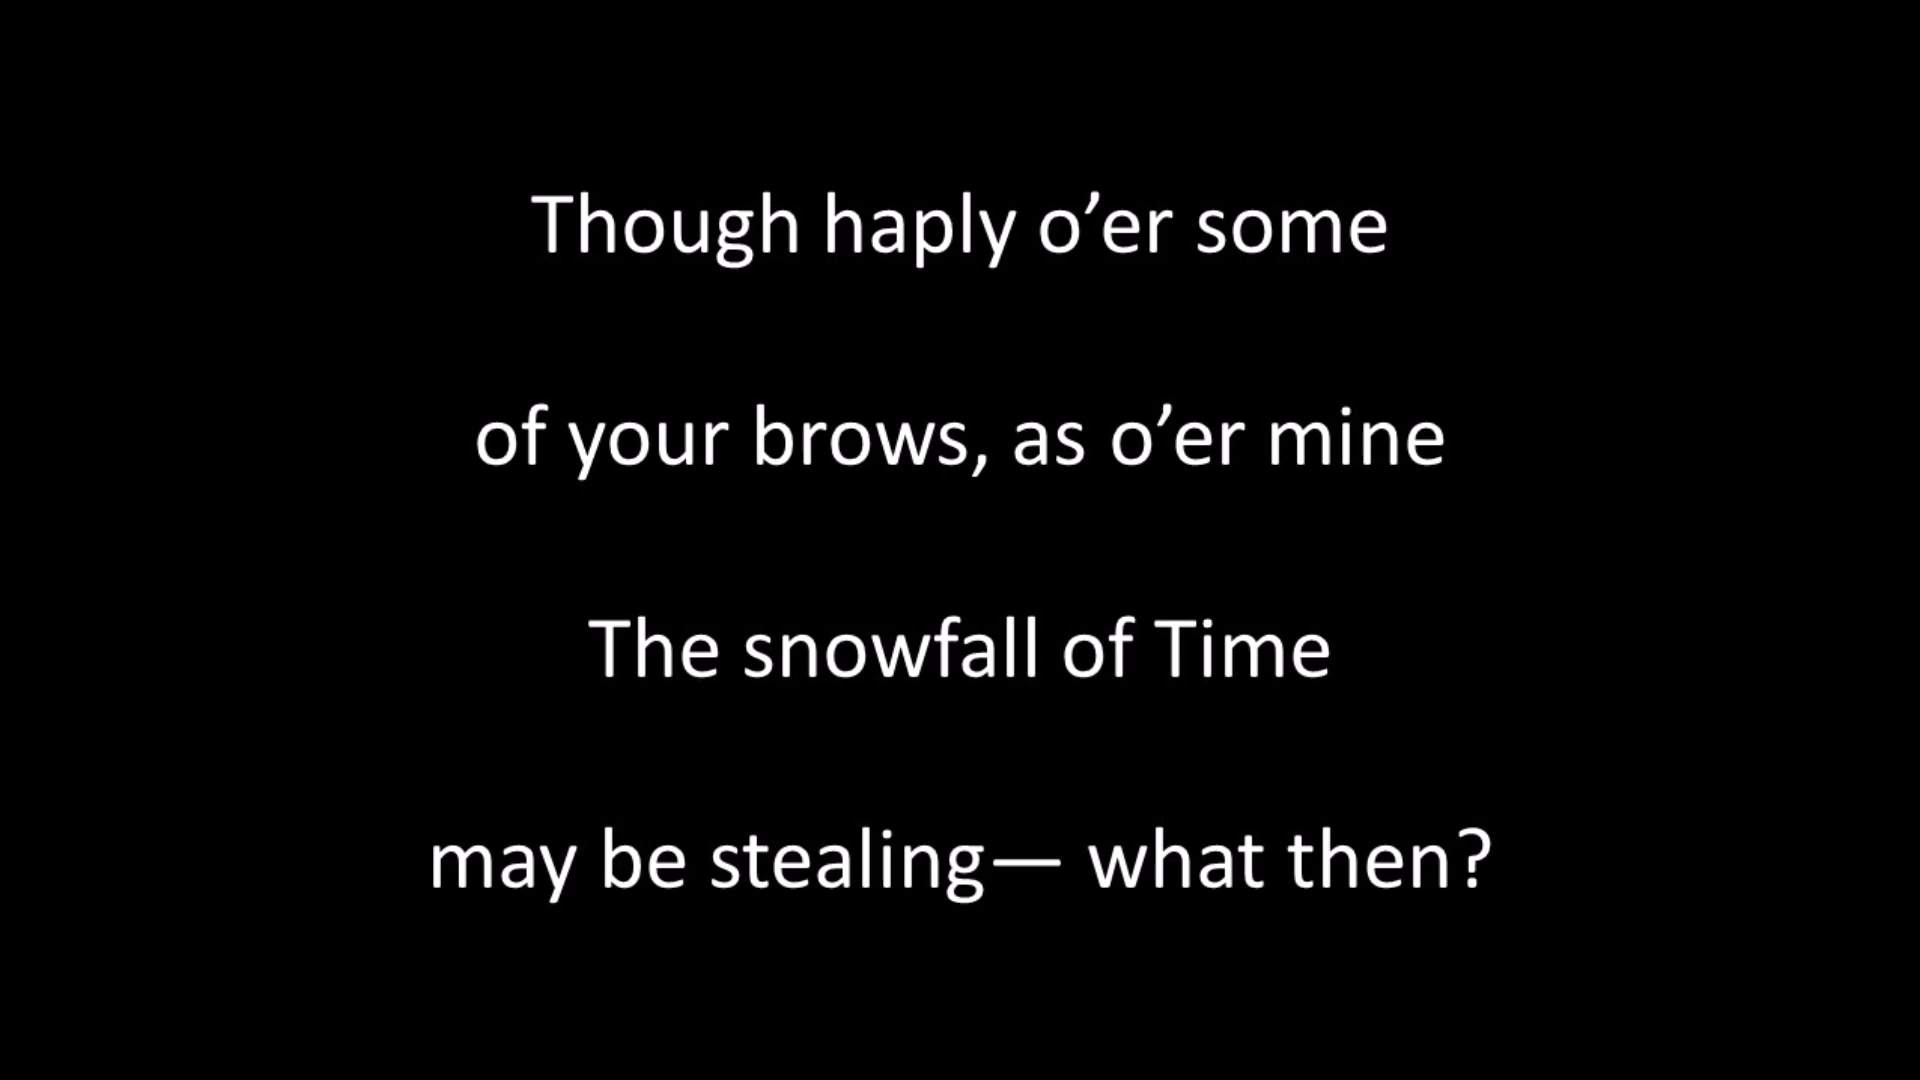 Though haply o’er some
of your brows, as o’er mine
The snowfall of Time
may be stealing— what then?